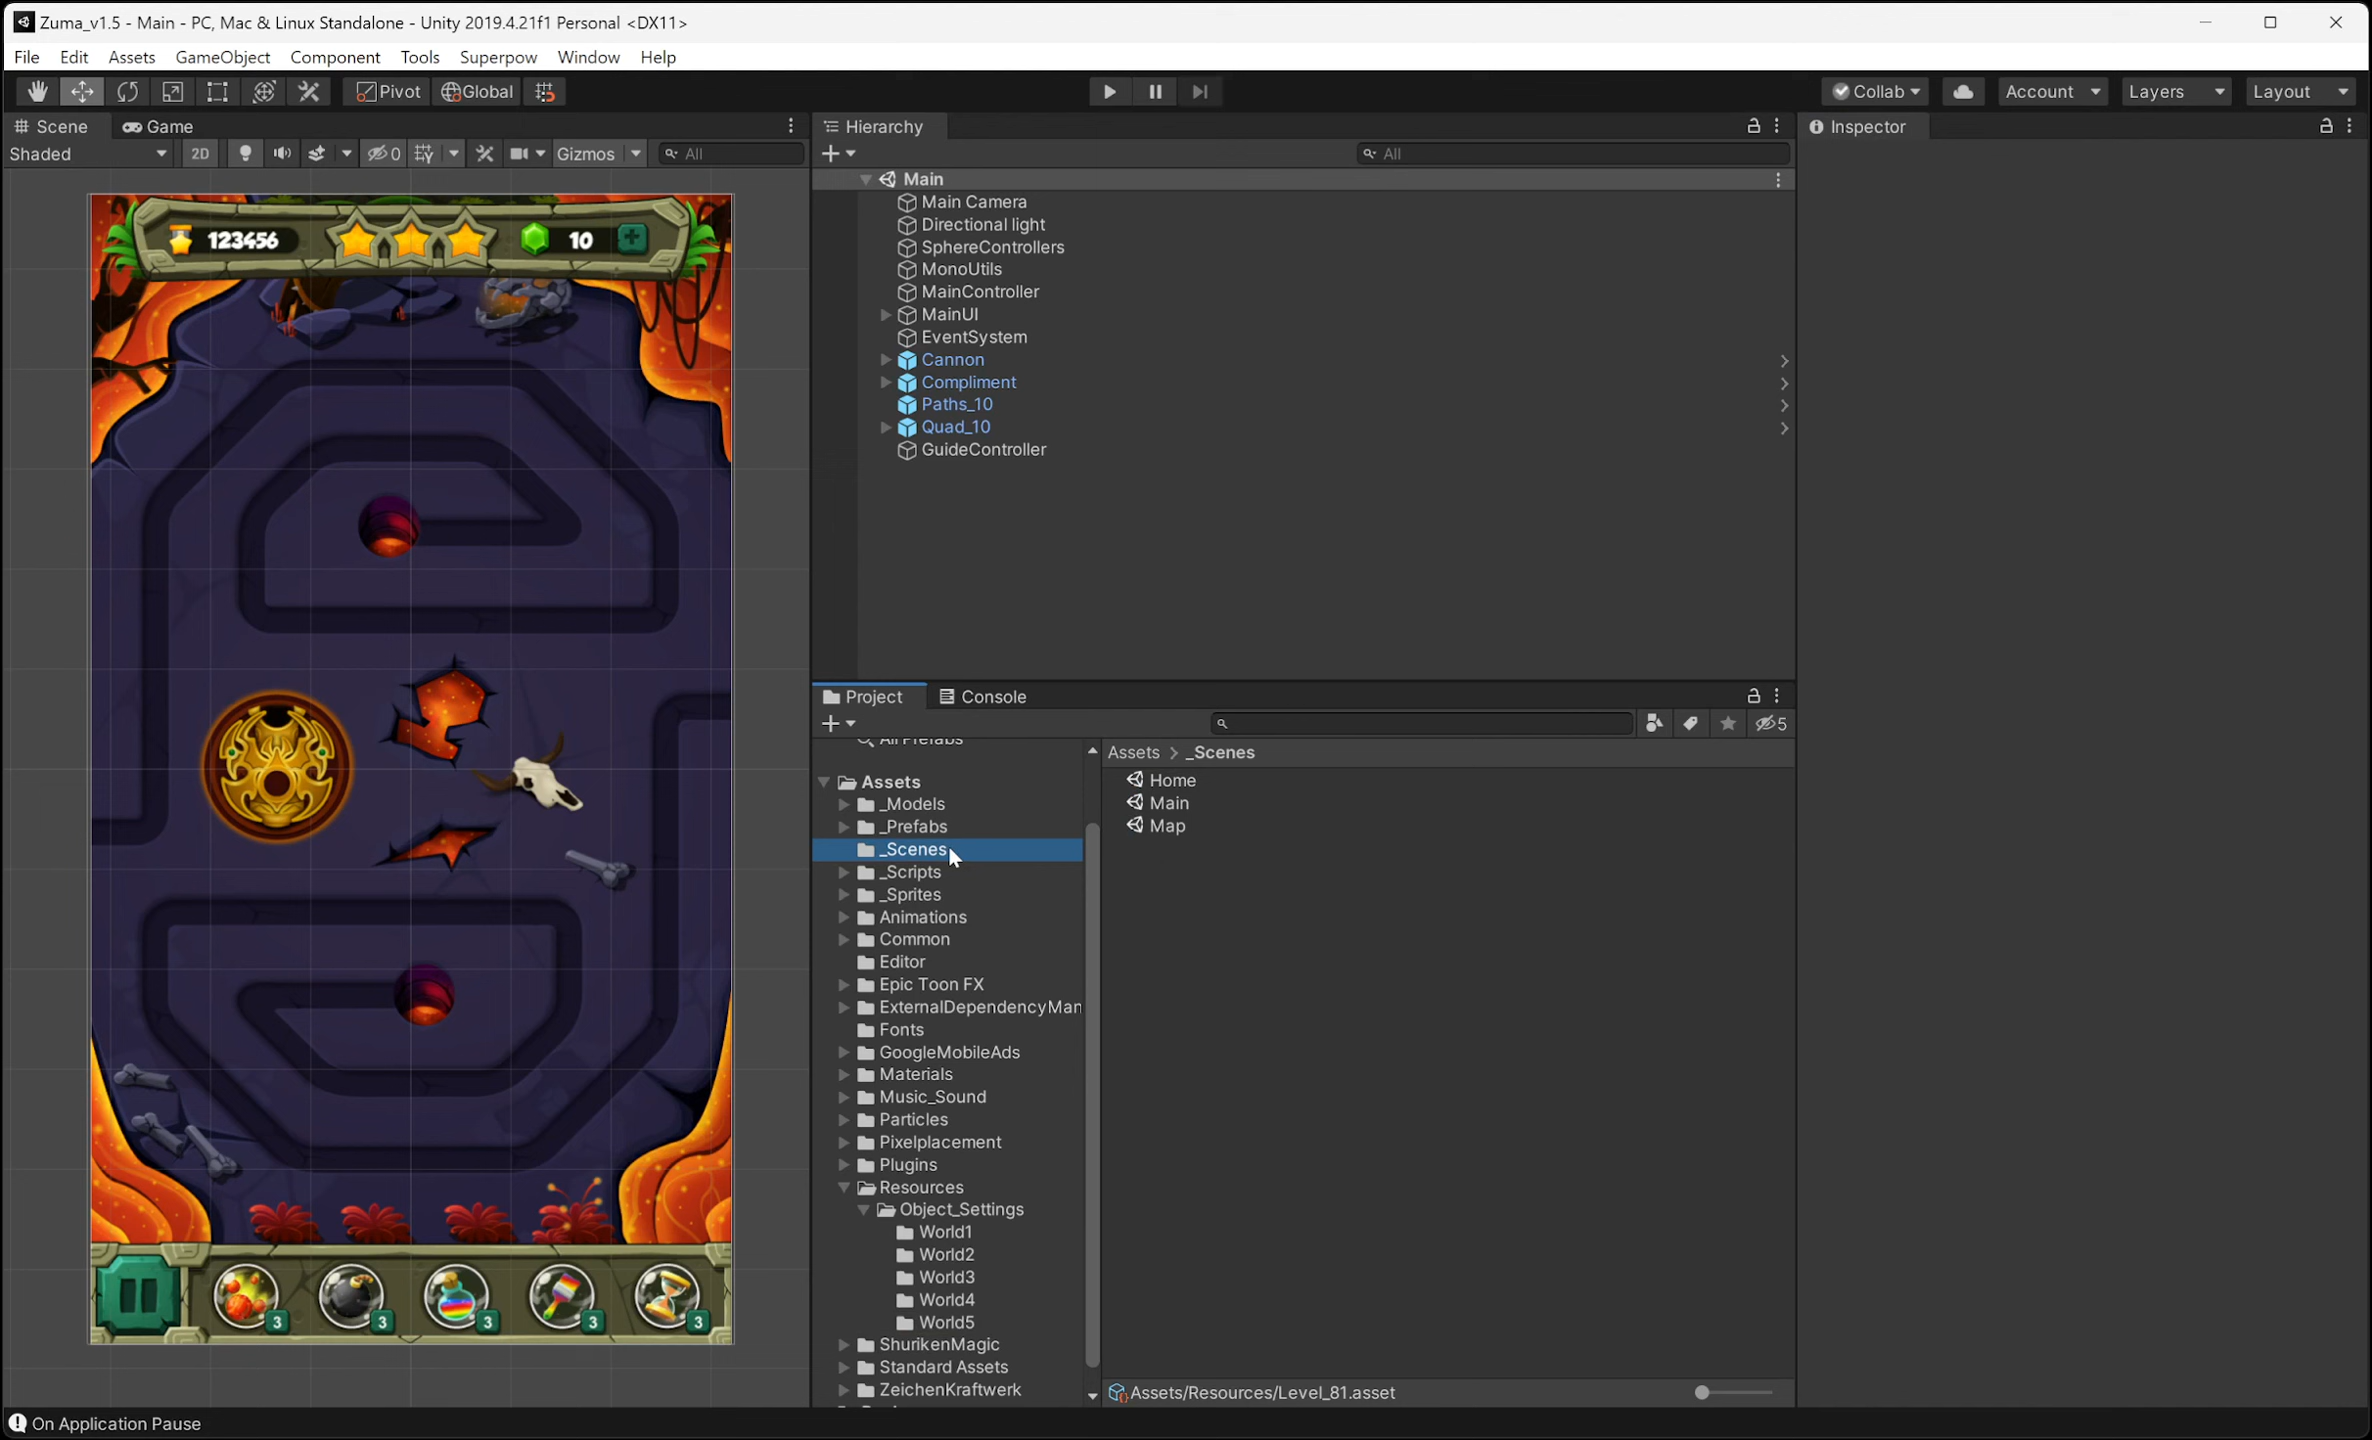 Zuma_v1.5 - Main - PC, Mac & Linux Standalone - Unity 2019.4.21f1 Personal <DX11>
File Edit Assets GameObject Component Tools Superpow Window Help
Pivot Global Collab Account Layers Layout
Scene Game
Shaded 2D 0 Gizmos All
123456 10
3 3 3 3 3
Hierarchy
All
Main
Main Camera
Directional light
SphereControllers
MonoUtils
MainController
MainUI
EventSystem
Cannon
Compliment
Paths_10
Quad_10
GuideController
Inspector
Project Console
5
All Prefabs
Assets
_Models
_Prefabs
_Scenes
_Scripts
_Sprites
Animations
Common
Editor
Epic Toon FX
ExternalDependencyMan
Fonts
GoogleMobileAds
Materials
Music_Sound
Particles
Pixelplacement
Plugins
Resources
Object_Settings
World1
World2
World3
World4
World5
ShurikenMagic
Standard Assets
ZeichenKraftwerk
Assets > _Scenes
Home
Main
Map
Assets/Resources/Level_81.asset
On Application Pause